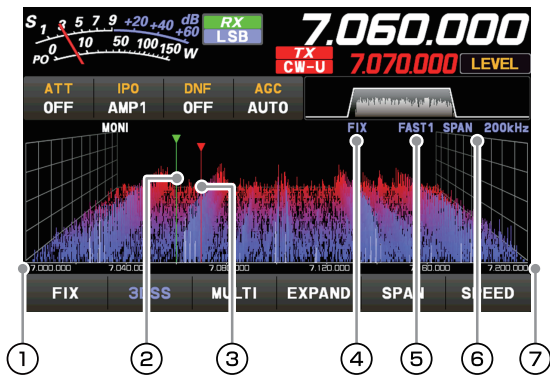 S 1 3 5 7 9 +20 +40 dB 60
PO 0 10 50 100 150 W
RX
LSB
7.060.000
TX
CW-U
7.070.000
LEVEL
ATT IPO DNF AGC
OFF AMP1 OFF AUTO
MONI
FIX FAST1 SPAN 200kHz
7.000.000 7.040.000 7.080.000 7.120.000 7.160.000 7.200.000
FIX 3DSS MULTI EXPAND SPAN SPEED
① ② ③ ④ ⑤ ⑥ ⑦